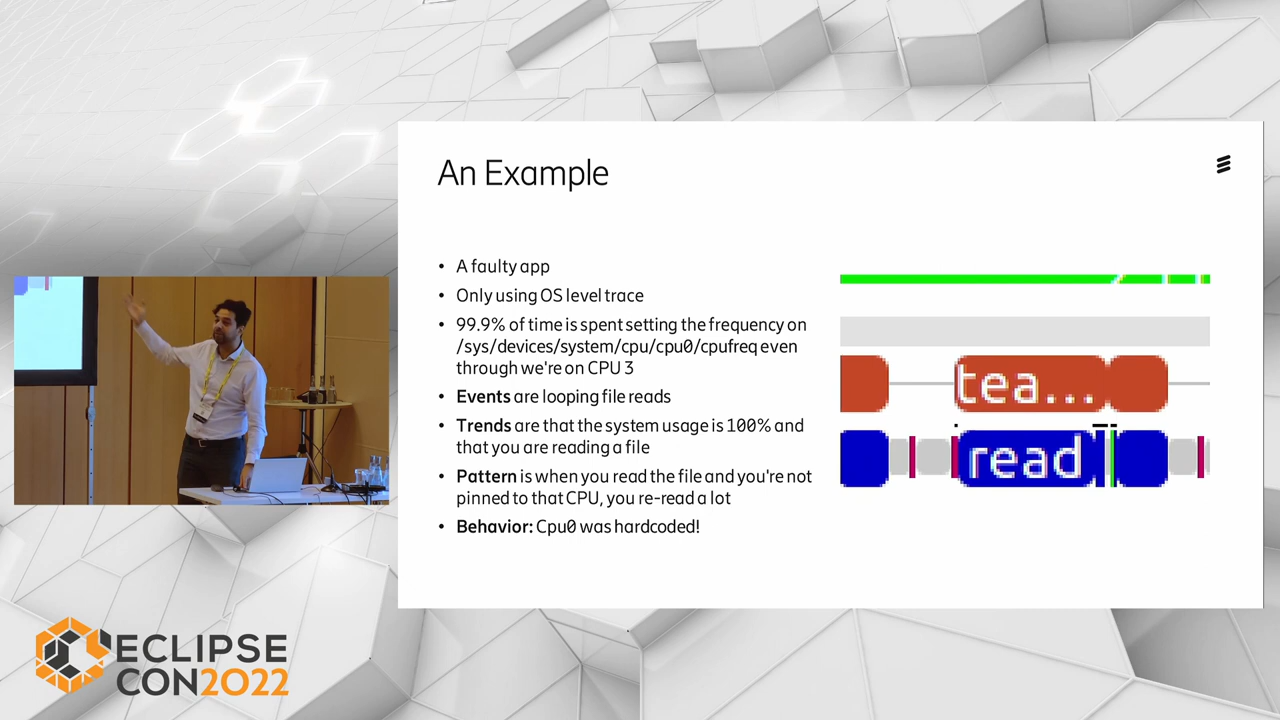 An Example
• A faulty app
• Only using OS level trace
• 99.9% of time is spent setting the frequency on
/sys/devices/system/cpu/cpu0/cpufreq even
through we're on CPU 3
• Events are looping file reads
• Trends are that the system usage is 100% and
that you are reading a file
• Pattern is when you read the file and you're not
pinned to that CPU, you re-read a lot
• Behavior: Cpu0 was hardcoded!
tea...
read
ECLIPSE
CON2022